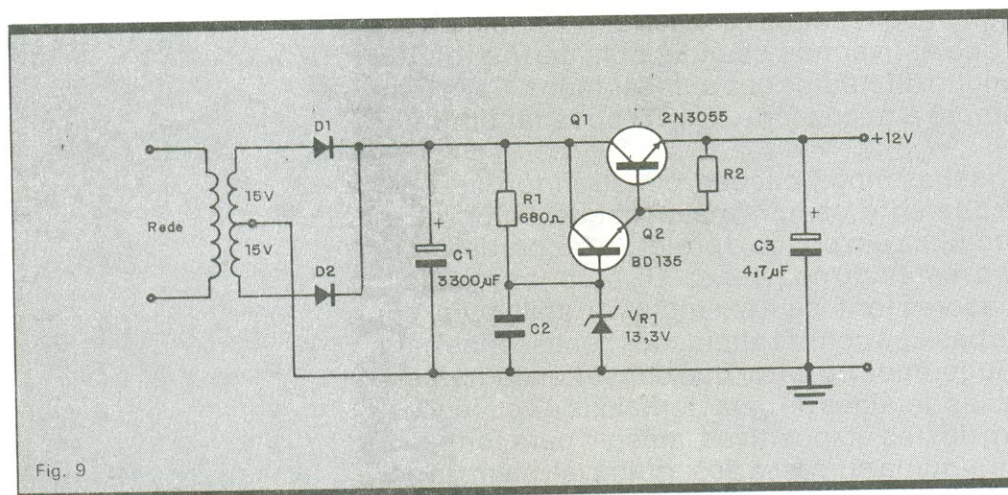 D1
Q1
2N3055
+12V
R2
15V
R1
680Ω
Rede
+
Q2
+
15V
C1
C3
BD135
3300µF
4,7µF
D2
VR1
C2
13,3V
Fig. 9